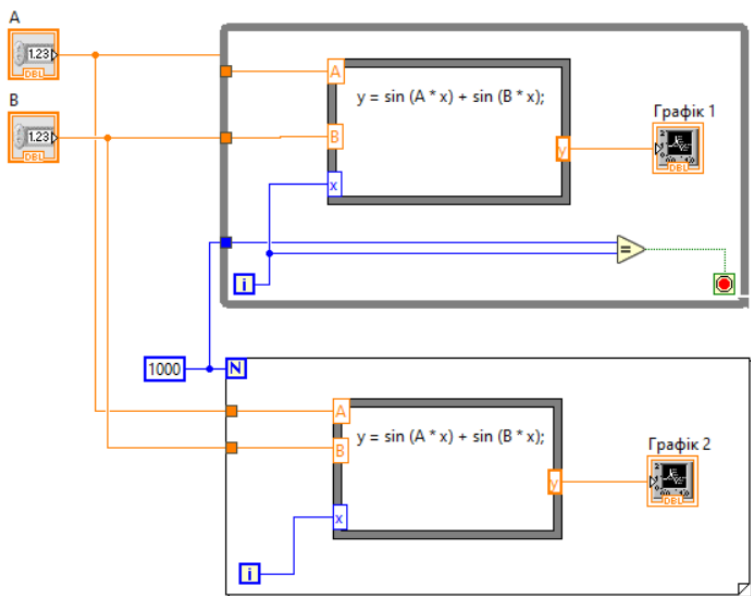 A
1.23
DBL
B
1.23
DBL
A
y = sin (A * x) + sin (B * x);
B
x
y
Графік 1
DBL
=
i
1000
N
A
y = sin (A * x) + sin (B * x);
B
x
y
Графік 2
DBL
i